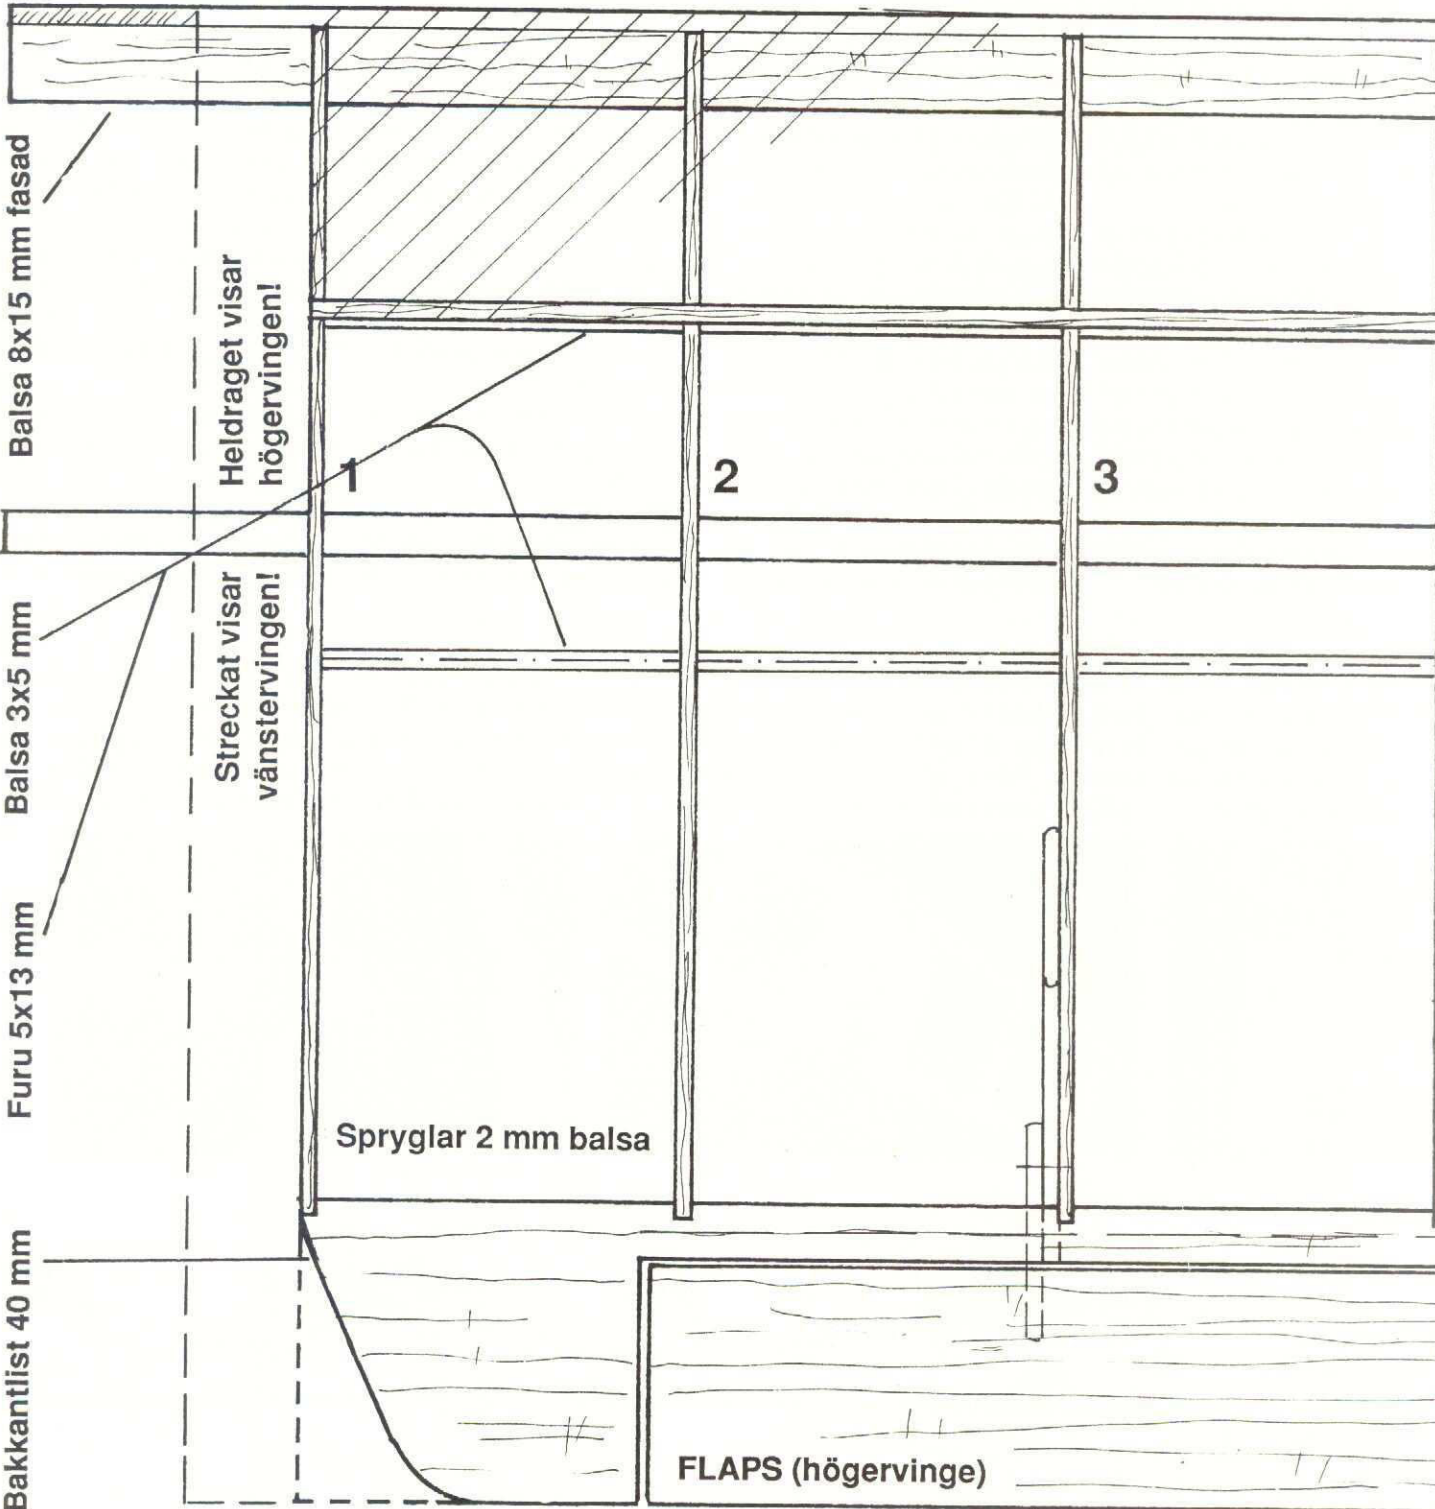 Balsa 8x15 mm fasad
Heldraget visar
högervingen!
1
2
3
Balsa 3x5 mm
Streckat visar
vänstervingen!
Furu 5x13 mm
Spryglar 2 mm balsa
Bakkantlist 40 mm
FLAPS (högervinge)